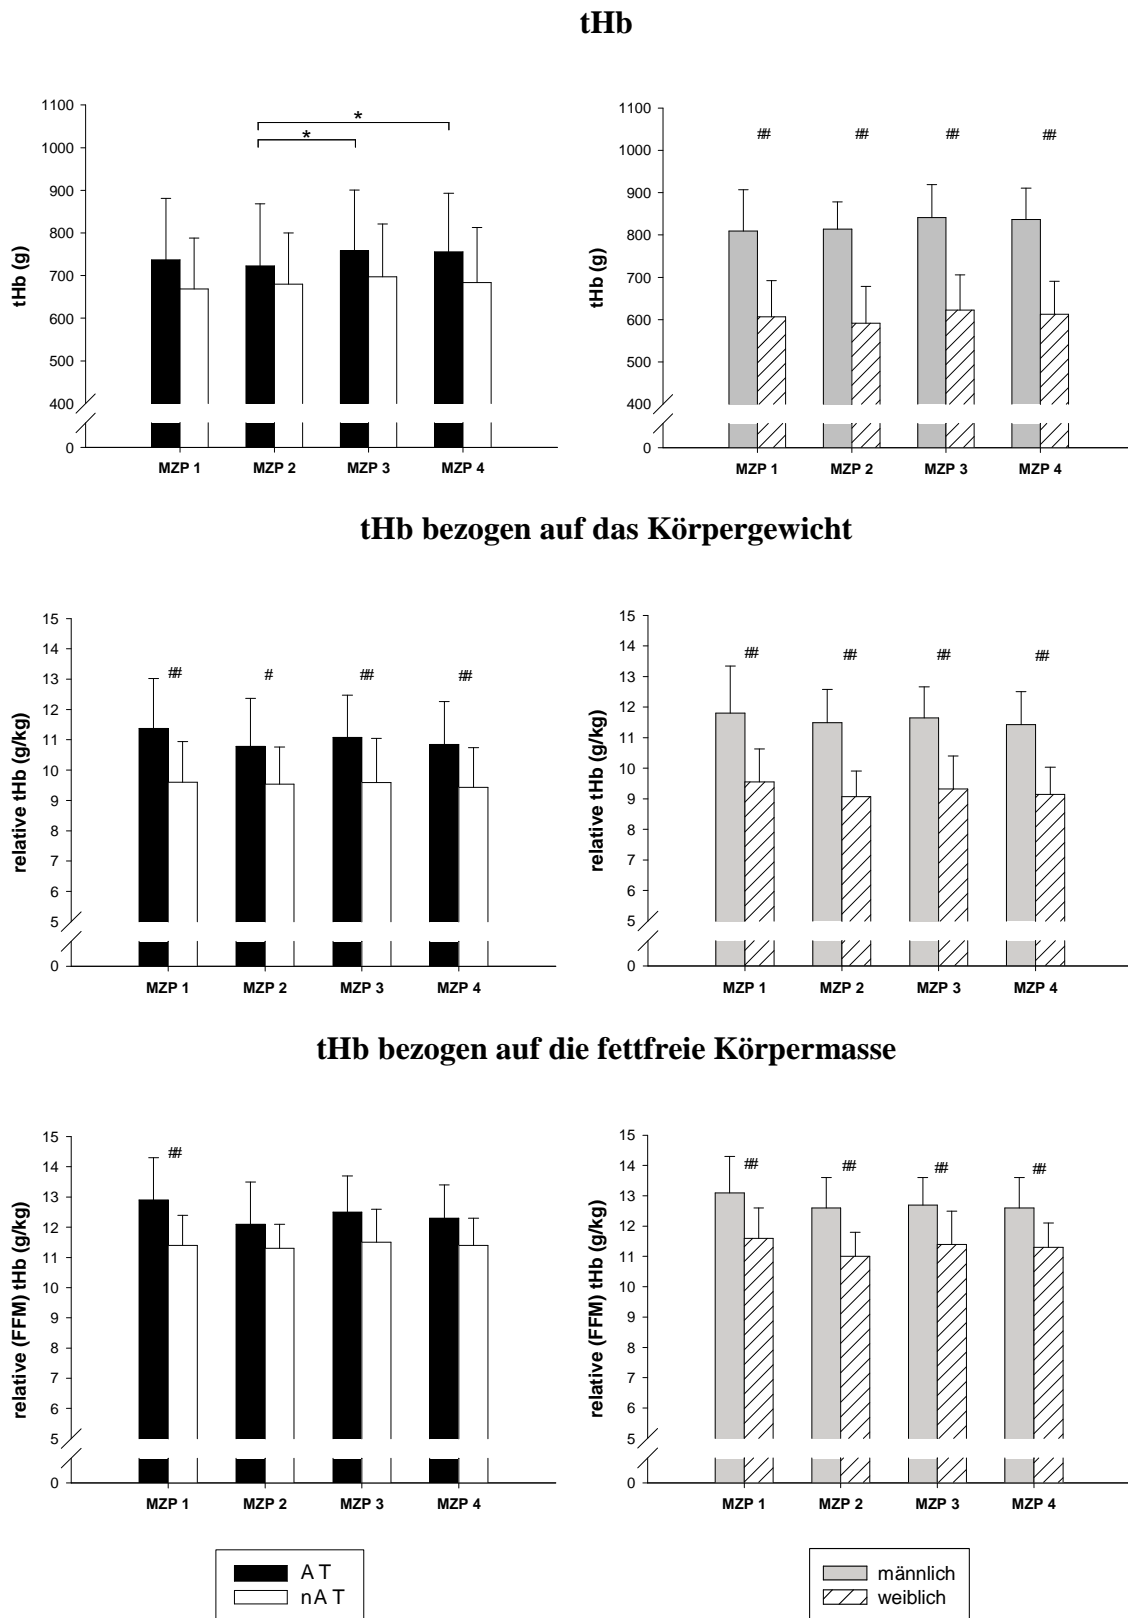 tHb
1100
1000
900
800
700
600
500
400
0
tHb (g)
* *
MZP 1 MZP 2 MZP 3 MZP 4
1100
1000
900
800
700
600
500
400
0
tHb (g)
## ## ## ##
MZP 1 MZP 2 MZP 3 MZP 4
tHb bezogen auf das Körpergewicht
15
14
13
12
11
10
9
8
7
6
5
0
relative tHb (g/kg)
## # ## ##
MZP 1 MZP 2 MZP 3 MZP 4
15
14
13
12
11
10
9
8
7
6
5
0
relative tHb (g/kg)
## ## ## ##
MZP 1 MZP 2 MZP 3 MZP 4
tHb bezogen auf die fettfreie Körpermasse
15
14
13
12
11
10
9
8
7
6
5
0
relative (FFM) tHb (g/kg)
##
MZP 1 MZP 2 MZP 3 MZP 4
15
14
13
12
11
10
9
8
7
6
5
0
relative (FFM) tHb (g/kg)
## ## ## ##
MZP 1 MZP 2 MZP 3 MZP 4
AT
nAT
männlich
weiblich